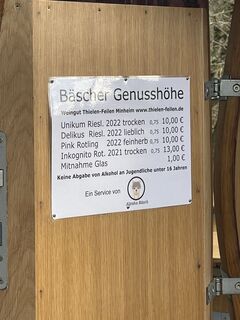 Bäscher Genusshöhe
Weingut Thielen-Feilen Minheim www.thielen-feilen.de
Unikum Riesl. 2022 trocken 0,75 10,00 €
Delikus Riesl. 2022 lieblich 0,75 10,00 €
Pink Rotling 2022 feinherb 0,75 10,00 €
Inkognito Rot. 2021 trocken 0,75 13,00 €
Mitnahme Glas 1,00 €
Keine Abgabe von Alkohol an Jugendliche unter 16 Jahren
Ein Service von